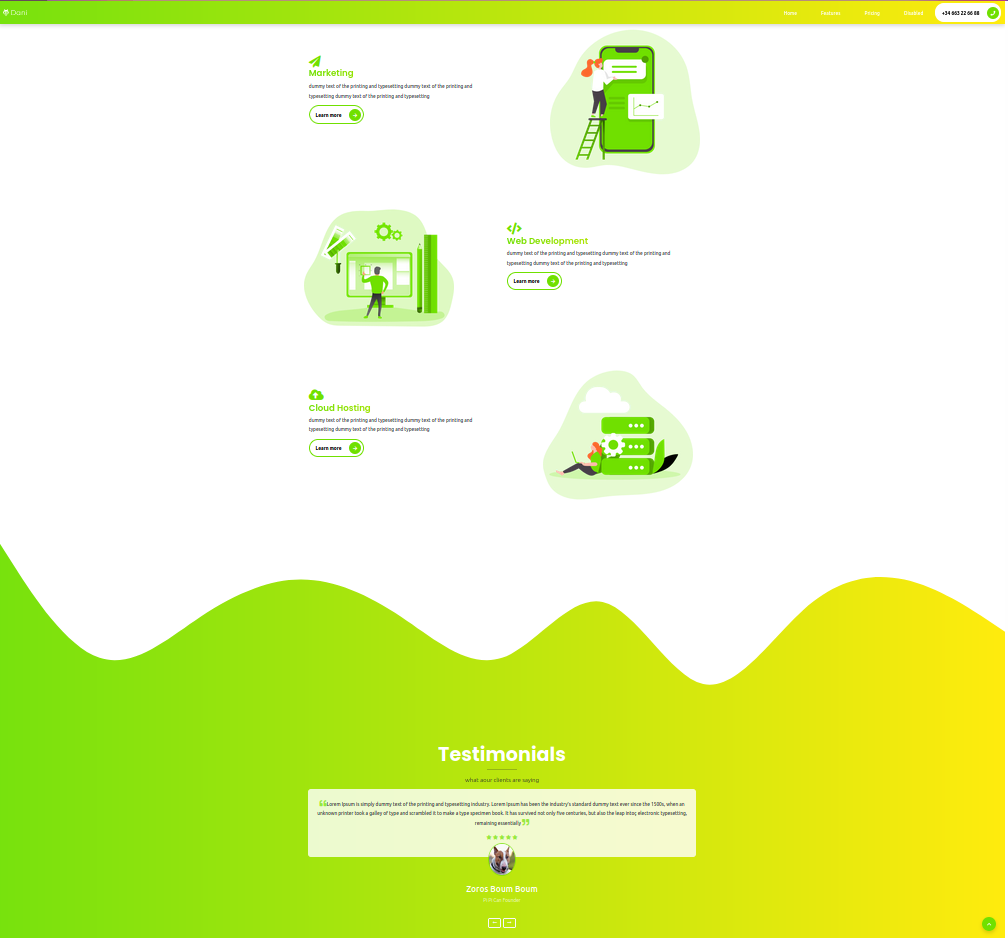 Dani
Home Features Pricing +34 663 22 66 88
Marketing
dummy text of the printing and typesetting dummy text of the printing and
typesetting dummy text of the printing and typesetting
Learn more
Web Development
dummy text of the printing and typesetting dummy text of the printing and
typesetting dummy text of the printing and typesetting
Learn more
Cloud Hosting
dummy text of the printing and typesetting dummy text of the printing and
typesetting dummy text of the printing and typesetting
Learn more
Testimonials
what aour clients are saying
Lorem Ipsum is simply dummy text of the printing and typesetting industry. Lorem Ipsum has been the industry's standard dummy text ever since the 1500s, when an
unknown printer took a galley of type and scrambled it to make a type specimen book. It has survived not only five centuries, but also the leap into; electronic typesetting,
remaining essentially
Zoros Boum Boum